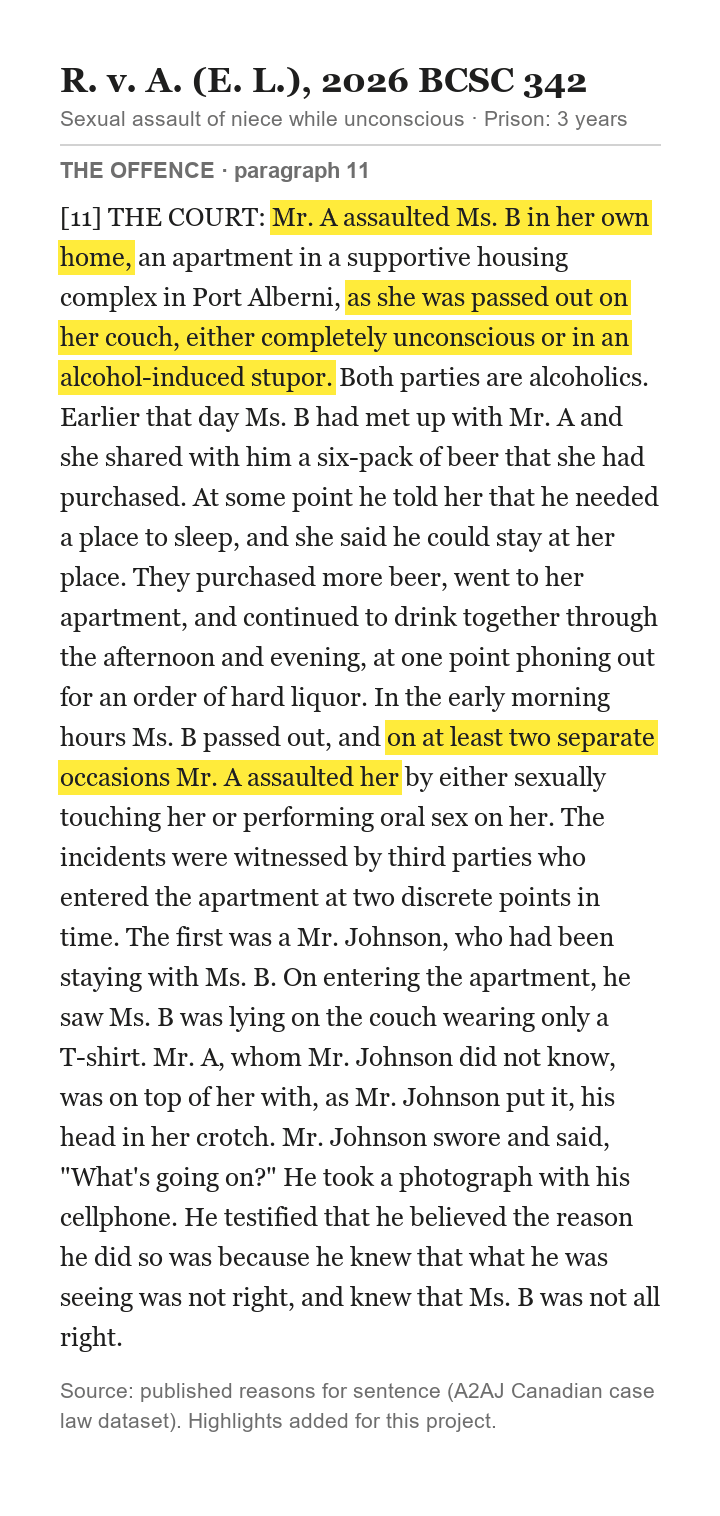 R. v. A. (E. L.), 2026 BCSC 342
Sexual assault of niece while unconscious · Prison: 3 years
THE OFFENCE · paragraph 11
[11] THE COURT: Mr. A assaulted Ms. B in her own
home, an apartment in a supportive housing
complex in Port Alberni, as she was passed out on
her couch, either completely unconscious or in an
alcohol-induced stupor. Both parties are alcoholics.
Earlier that day Ms. B had met up with Mr. A and
she shared with him a six-pack of beer that she had
purchased. At some point he told her that he needed
a place to sleep, and she said he could stay at her
place. They purchased more beer, went to her
apartment, and continued to drink together through
the afternoon and evening, at one point phoning out
for an order of hard liquor. In the early morning
hours Ms. B passed out, and on at least two separate
occasions Mr. A assaulted her by either sexually
touching her or performing oral sex on her. The
incidents were witnessed by third parties who
entered the apartment at two discrete points in
time. The first was a Mr. Johnson, who had been
staying with Ms. B. On entering the apartment, he
saw Ms. B was lying on the couch wearing only a
T-shirt. Mr. A, whom Mr. Johnson did not know,
was on top of her with, as Mr. Johnson put it, his
head in her crotch. Mr. Johnson swore and said,
"What's going on?" He took a photograph with his
cellphone. He testified that he believed the reason
he did so was because he knew that what he was
seeing was not right, and knew that Ms. B was not all
right.
Source: published reasons for sentence (A2AJ Canadian case
law dataset). Highlights added for this project.